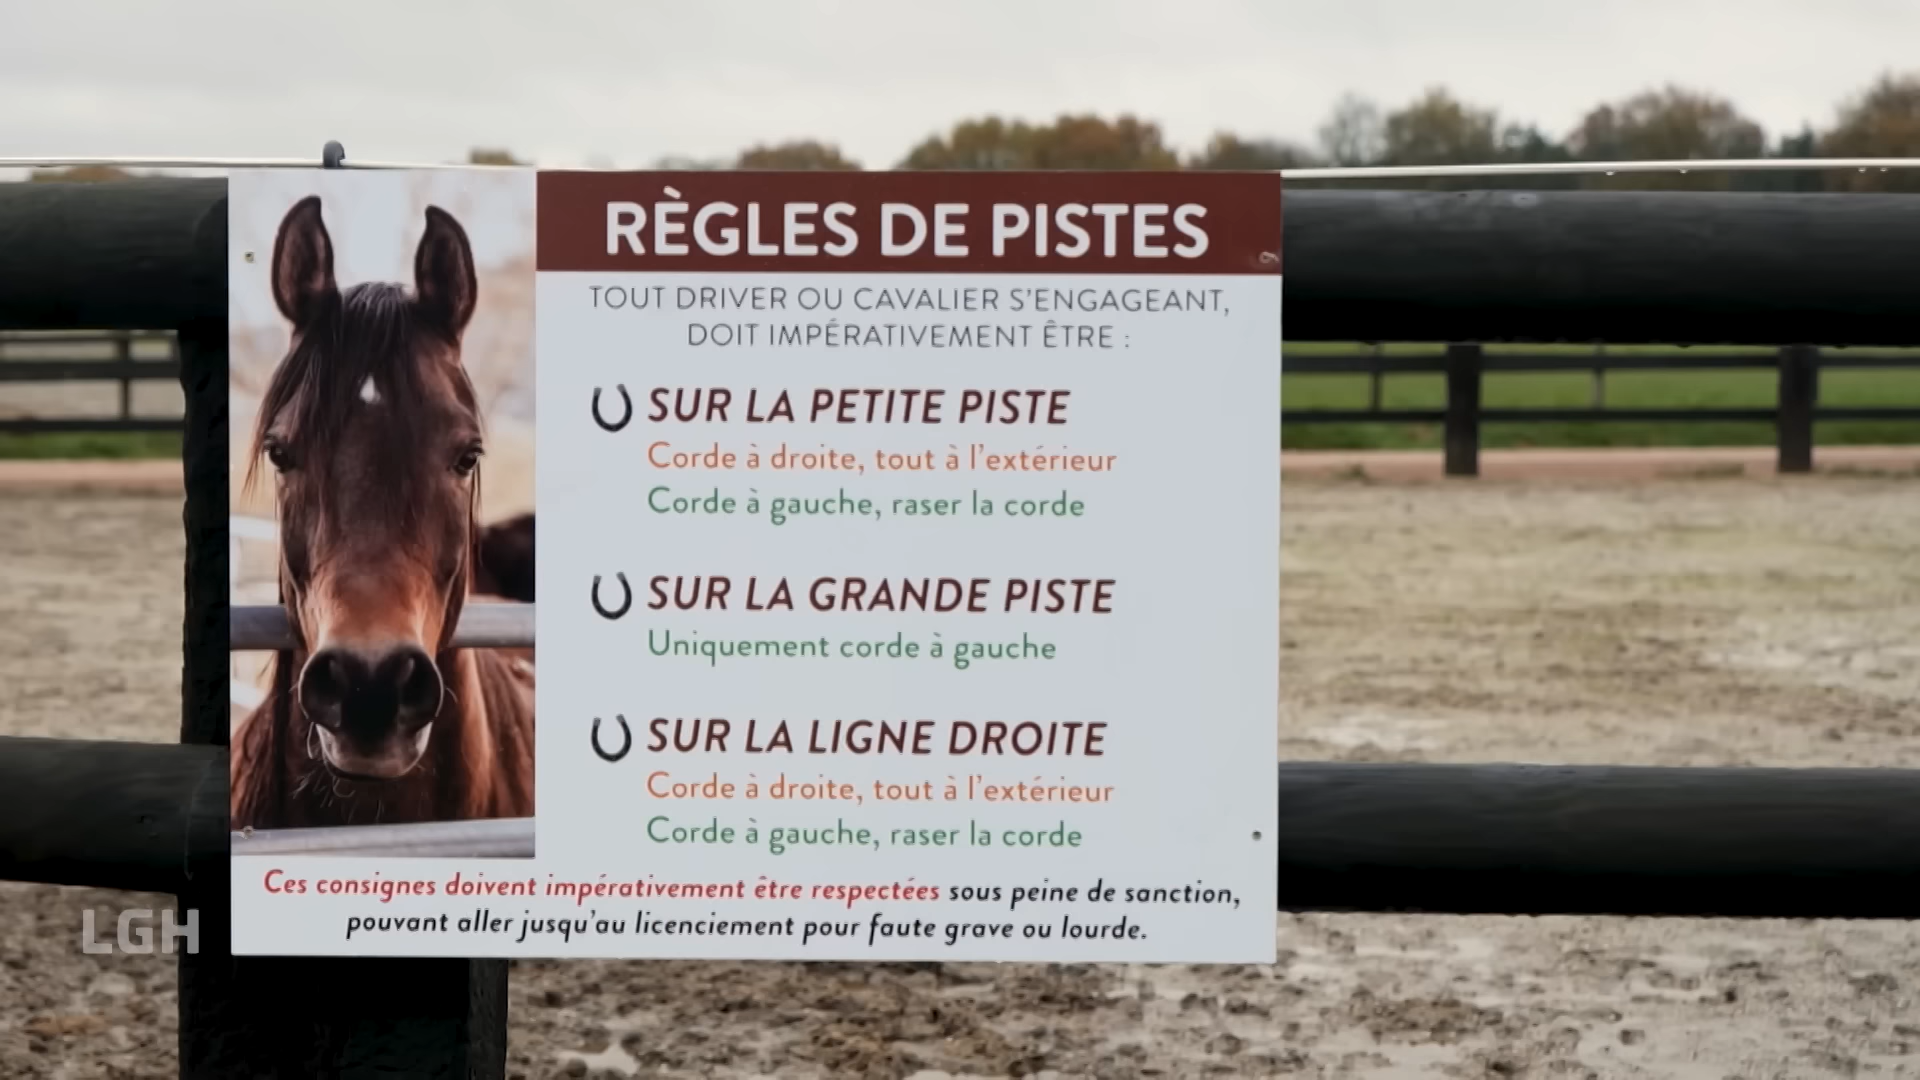 RÈGLES DE PISTES
TOUT DRIVER OU CAVALIER S'ENGAGEANT,
DOIT IMPÉRATIVEMENT ÊTRE :
SUR LA PETITE PISTE
Corde à droite, tout à l'extérieur
Corde à gauche, raser la corde
SUR LA GRANDE PISTE
Uniquement corde à gauche
SUR LA LIGNE DROITE
Corde à droite, tout à l'extérieur
Corde à gauche, raser la corde
Ces consignes doivent impérativement être respectées sous peine de sanction,
pouvant aller jusqu'au licenciement pour faute grave ou lourde.
LGH